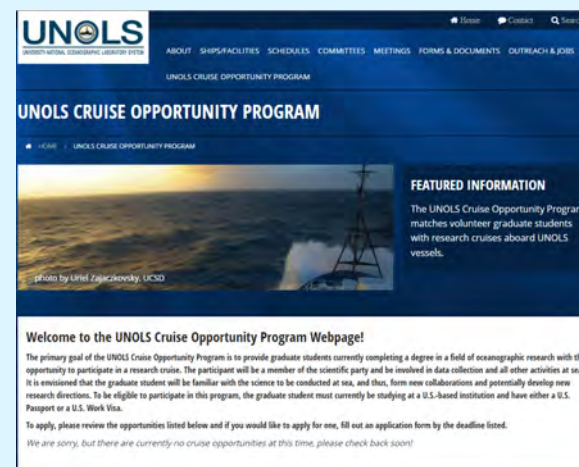 Home Contact Sear
UNOLS
UNIVERSITY-NATIONAL OCEANOGRAPHIC LABORATORY SYSTEM
ABOUT SHIPS/FACILITIES SCHEDULES COMMITTEES MEETINGS FORMS & DOCUMENTS OUTREACH & JOBS
UNOLS CRUISE OPPORTUNITY PROGRAM
UNOLS CRUISE OPPORTUNITY PROGRAM
HOME / UNOLS CRUISE OPPORTUNITY PROGRAM
photo by Uriel Zajaczkovsky, UCSD
FEATURED INFORMATION
The UNOLS Cruise Opportunity Program
matches volunteer graduate students
with research cruises aboard UNOLS
vessels.
Welcome to the UNOLS Cruise Opportunity Program Webpage!
The primary goal of the UNOLS Cruise Opportunity Program is to provide graduate students currently completing a degree in a field of oceanographic research with th
opportunity to participate in a research cruise. The participant will be a member of the scientific party and be involved in data collection and all other activities at sea
It is envisioned that the graduate student will be familiar with the science to be conducted at sea, and thus, form new collaborations and potentially develop new
research directions. To be eligible to participate in this program, the graduate student must currently be studying at a U.S.-based institution and have either a U.S.
Passport or a U.S. Work Visa.
To apply, please review the opportunities listed below and if you would like to apply for one, fill out an application form by the deadline listed.
We are sorry, but there are currently no cruise opportunities at this time, please check back soon!